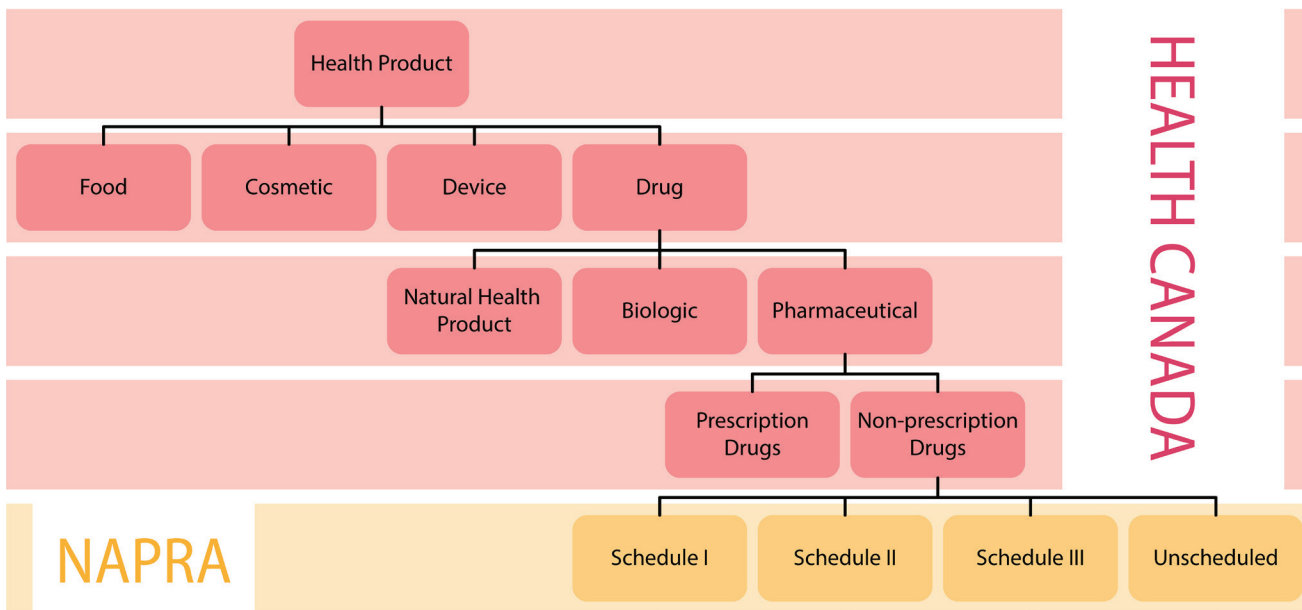 Health Product
HEALTH CANADA
Food
Cosmetic
Device
Drug
Natural Health
Product
Biologic
Pharmaceutical
Prescription
Drugs
Non-prescription
Drugs
NAPRA
Schedule I
Schedule II
Schedule III
Unscheduled